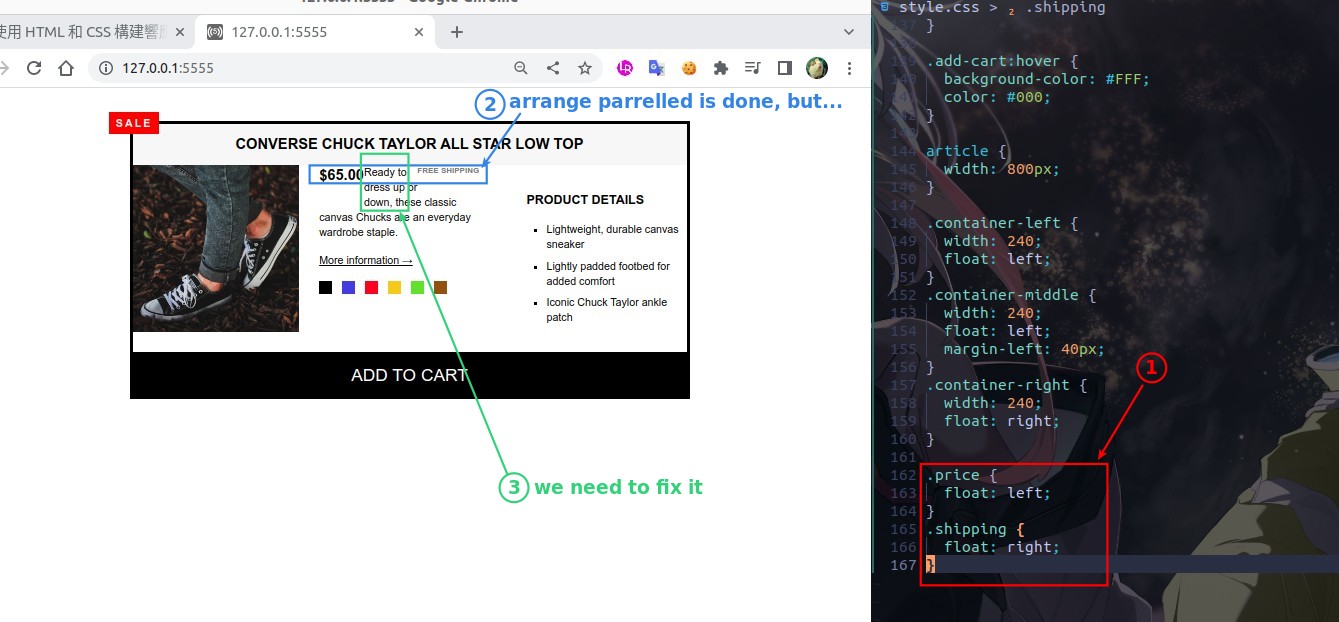 127.0.0.1:5555 - Google Chrome
使用 HTML 和 CSS 構建響應
127.0.0.1:5555
127.0.0.1:5555
② arrange parrelled is done, but...
SALE
CONVERSE CHUCK TAYLOR ALL STAR LOW TOP
$65.00
Ready to
FREE SHIPPING
dress up or
down, these classic
canvas Chucks are an everyday
wardrobe staple.
More information →
PRODUCT DETAILS
Lightweight, durable canvas
sneaker
Lightly padded footbed for
added comfort
Iconic Chuck Taylor ankle
patch
ADD TO CART
③ we need to fix it
style.css > .shipping
137 }
138
139 .add-cart:hover {
140 background-color: #FFF;
141 color: #000;
142 }
143
144 article {
145 width: 800px;
146 }
147
148 .container-left {
149 width: 240;
150 float: left;
151 }
152 .container-middle {
153 width: 240;
154 float: left;
155 margin-left: 40px;
156 }
157 .container-right {
158 width: 240;
159 float: right;
160 }
161
①
162 .price {
163 float: left;
164 }
165 .shipping {
166 float: right;
167 }